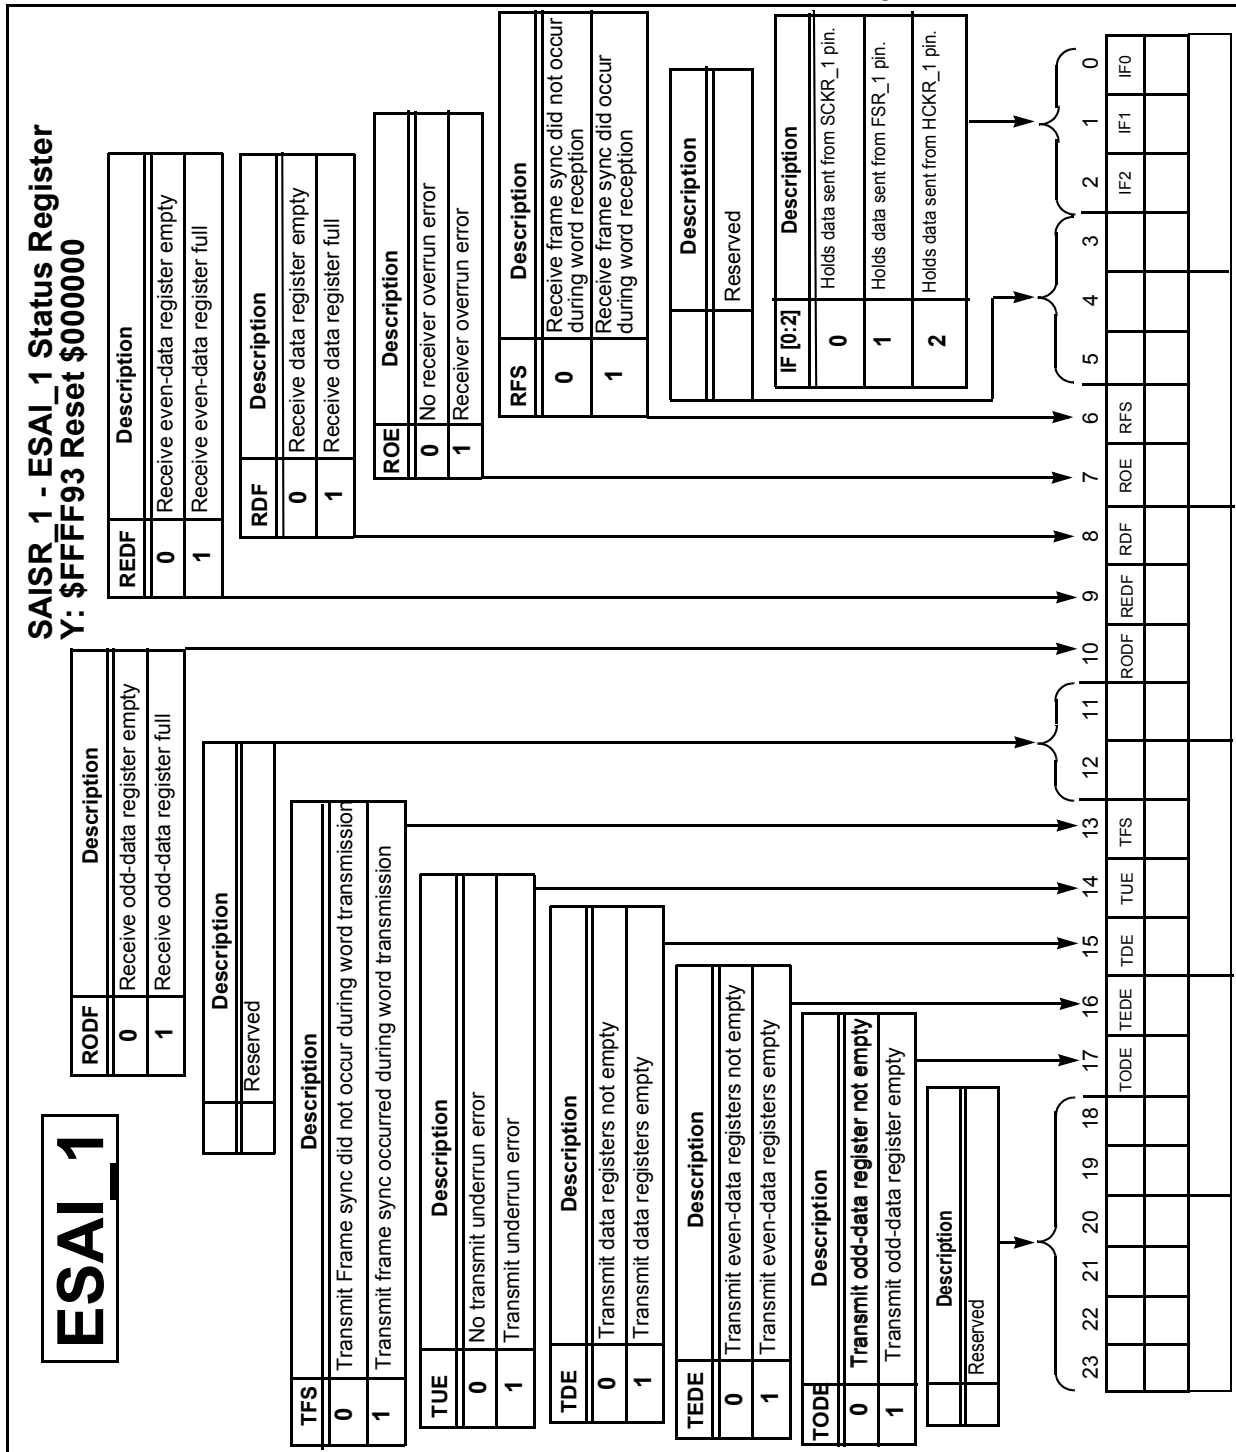 ESAI_1
SAISR_1 - ESAI_1 Status Register
Y: $FFFF93 Reset $000000
RODF Description
0 Receive odd-data register empty
1 Receive odd-data register full
REDF Description
0 Receive even-data register empty
1 Receive even-data register full
Description
Reserved
RDF Description
0 Receive data register empty
1 Receive data register full
TFS Description
0 Transmit Frame sync did not occur during word transmission
1 Transmit frame sync occurred during word transmission
ROE Description
0 No receiver overrun error
1 Receiver overrun error
TUE Description
0 No transmit underrun error
1 Transmit underrun error
RFS Description
0 Receive frame sync did not occur
during word reception
1 Receive frame sync did occur
during word reception
TDE Description
0 Transmit data registers not empty
1 Transmit data registers empty
Description
Reserved
TEDE Description
0 Transmit even-data registers not empty
1 Transmit even-data registers empty
IF [0:2] Description
0 Holds data sent from SCKR_1 pin.
1 Holds data sent from FSR_1 pin.
2 Holds data sent from HCKR_1 pin.
TODE Description
0 Transmit odd-data register not empty
1 Transmit odd-data register empty
Description
Reserved
23 22 21 20 19 18 17 16 15 14 13 12 11 10 9 8 7 6 5 4 3 2 1 0
TODE TEDE TDE TUE TFS RODF REDF RDF ROE RFS IF2 IF1 IF0